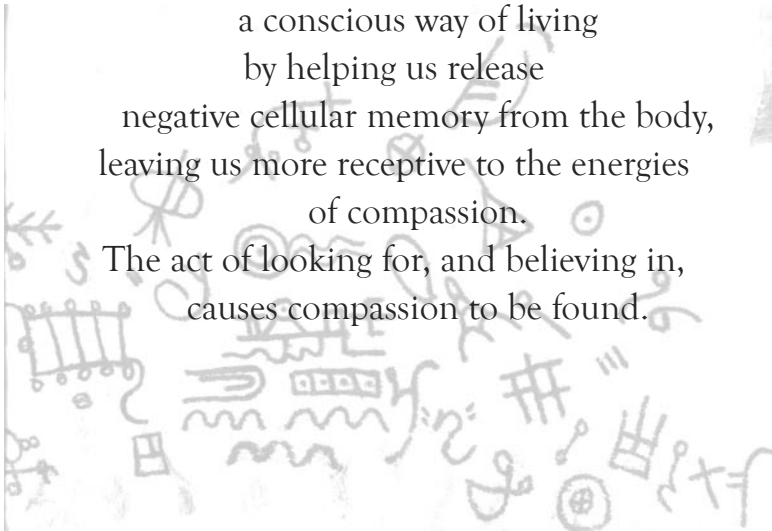 a conscious way of living
by helping us release
negative cellular memory from the body,
leaving us more receptive to the energies
of compassion.
The act of looking for, and believing in,
causes compassion to be found.